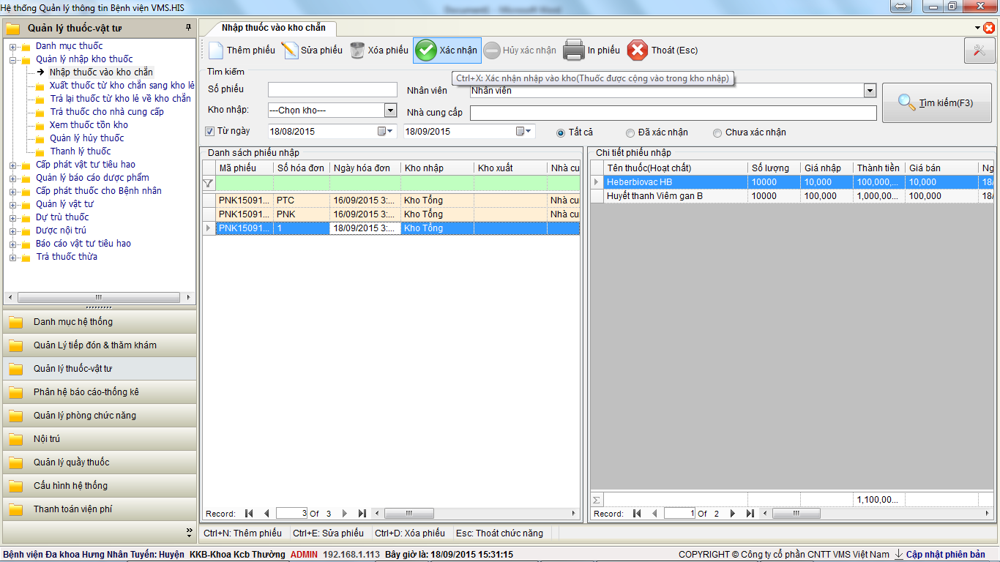 Hệ thống Quản lý thông tin Bệnh viện VMS.HIS
Quản lý thuốc-vật tư
Danh mục thuốc
Quản lý nhập kho thuốc
Nhập thuốc vào kho chẵn
Xuất thuốc từ kho chẵn sang kho lẻ
Trả lại thuốc từ kho lẻ về kho chẵn
Trả thuốc cho nhà cung cấp
Xem thuốc tồn kho
Quản lý hủy thuốc
Thanh lý thuốc
Cấp phát vật tư tiêu hao
Quản lý báo cáo dược phẩm
Cấp phát thuốc cho Bệnh nhân
Quản lý vật tư
Dự trù thuốc
Dược nội trú
Báo cáo vật tư tiêu hao
Trả thuốc thừa
Danh mục hệ thống
Quản Lý tiếp đón & thăm khám
Quản lý thuốc-vật tư
Phân hệ báo cáo-thống kê
Quản lý phòng chức năng
Nội trú
Quản lý quầy thuốc
Cấu hình hệ thống
Thanh toán viện phí
Nhập thuốc vào kho chẵn
Thêm phiếu Sửa phiếu Xóa phiếu Xác nhận Hủy xác nhận In phiếu Thoát (Esc)
Tìm kiếm
Ctrl+X: Xác nhận nhập vào kho(Thuốc được cộng vào trong kho nhập)
Số phiếu Nhân viên Nhân viên
Kho nhập: ---Chọn kho--- Nhà cung cấp
Tìm kiếm(F3)
Từ ngày 18/08/2015 18/09/2015 Tất cả Đã xác nhận Chưa xác nhận
Danh sách phiếu nhập
Mã phiếu Số hóa đơn Ngày hóa đơn Kho nhập Kho xuất Nhà cu
PNK15091... PTC 16/09/2015 3:... Kho Tổng Nhà cu
PNK15091... PNK 16/09/2015 3:... Kho Tổng Nhà cu
PNK15091... 1 18/09/2015 3:... Kho Tổng
Record: 3 Of 3
Chi tiết phiếu nhập
Tên thuốc(Hoạt chất) Số lượng Giá nhập Thành tiền Giá bán Ng
Heberbiovac HB 10000 10,000 100,000,... 10,000 18/
Huyết thanh Viêm gan B 10000 100,000 1,000,00... 100,000 18/
Σ 1,100,00...
Record: 1 Of 2
Ctrl+N: Thêm phiếu Ctrl+E: Sửa phiếu Ctrl+D: Xóa phiếu Esc: Thoát chức năng
Bệnh viện Đa khoa Hưng Nhân Tuyến: Huyện KKB-Khoa Kcb Thường ADMIN 192.168.1.113 Bây giờ là: 18/09/2015 15:31:15 COPYRIGHT © Công ty cổ phần CNTT VMS Việt Nam Cập nhật phiên bản